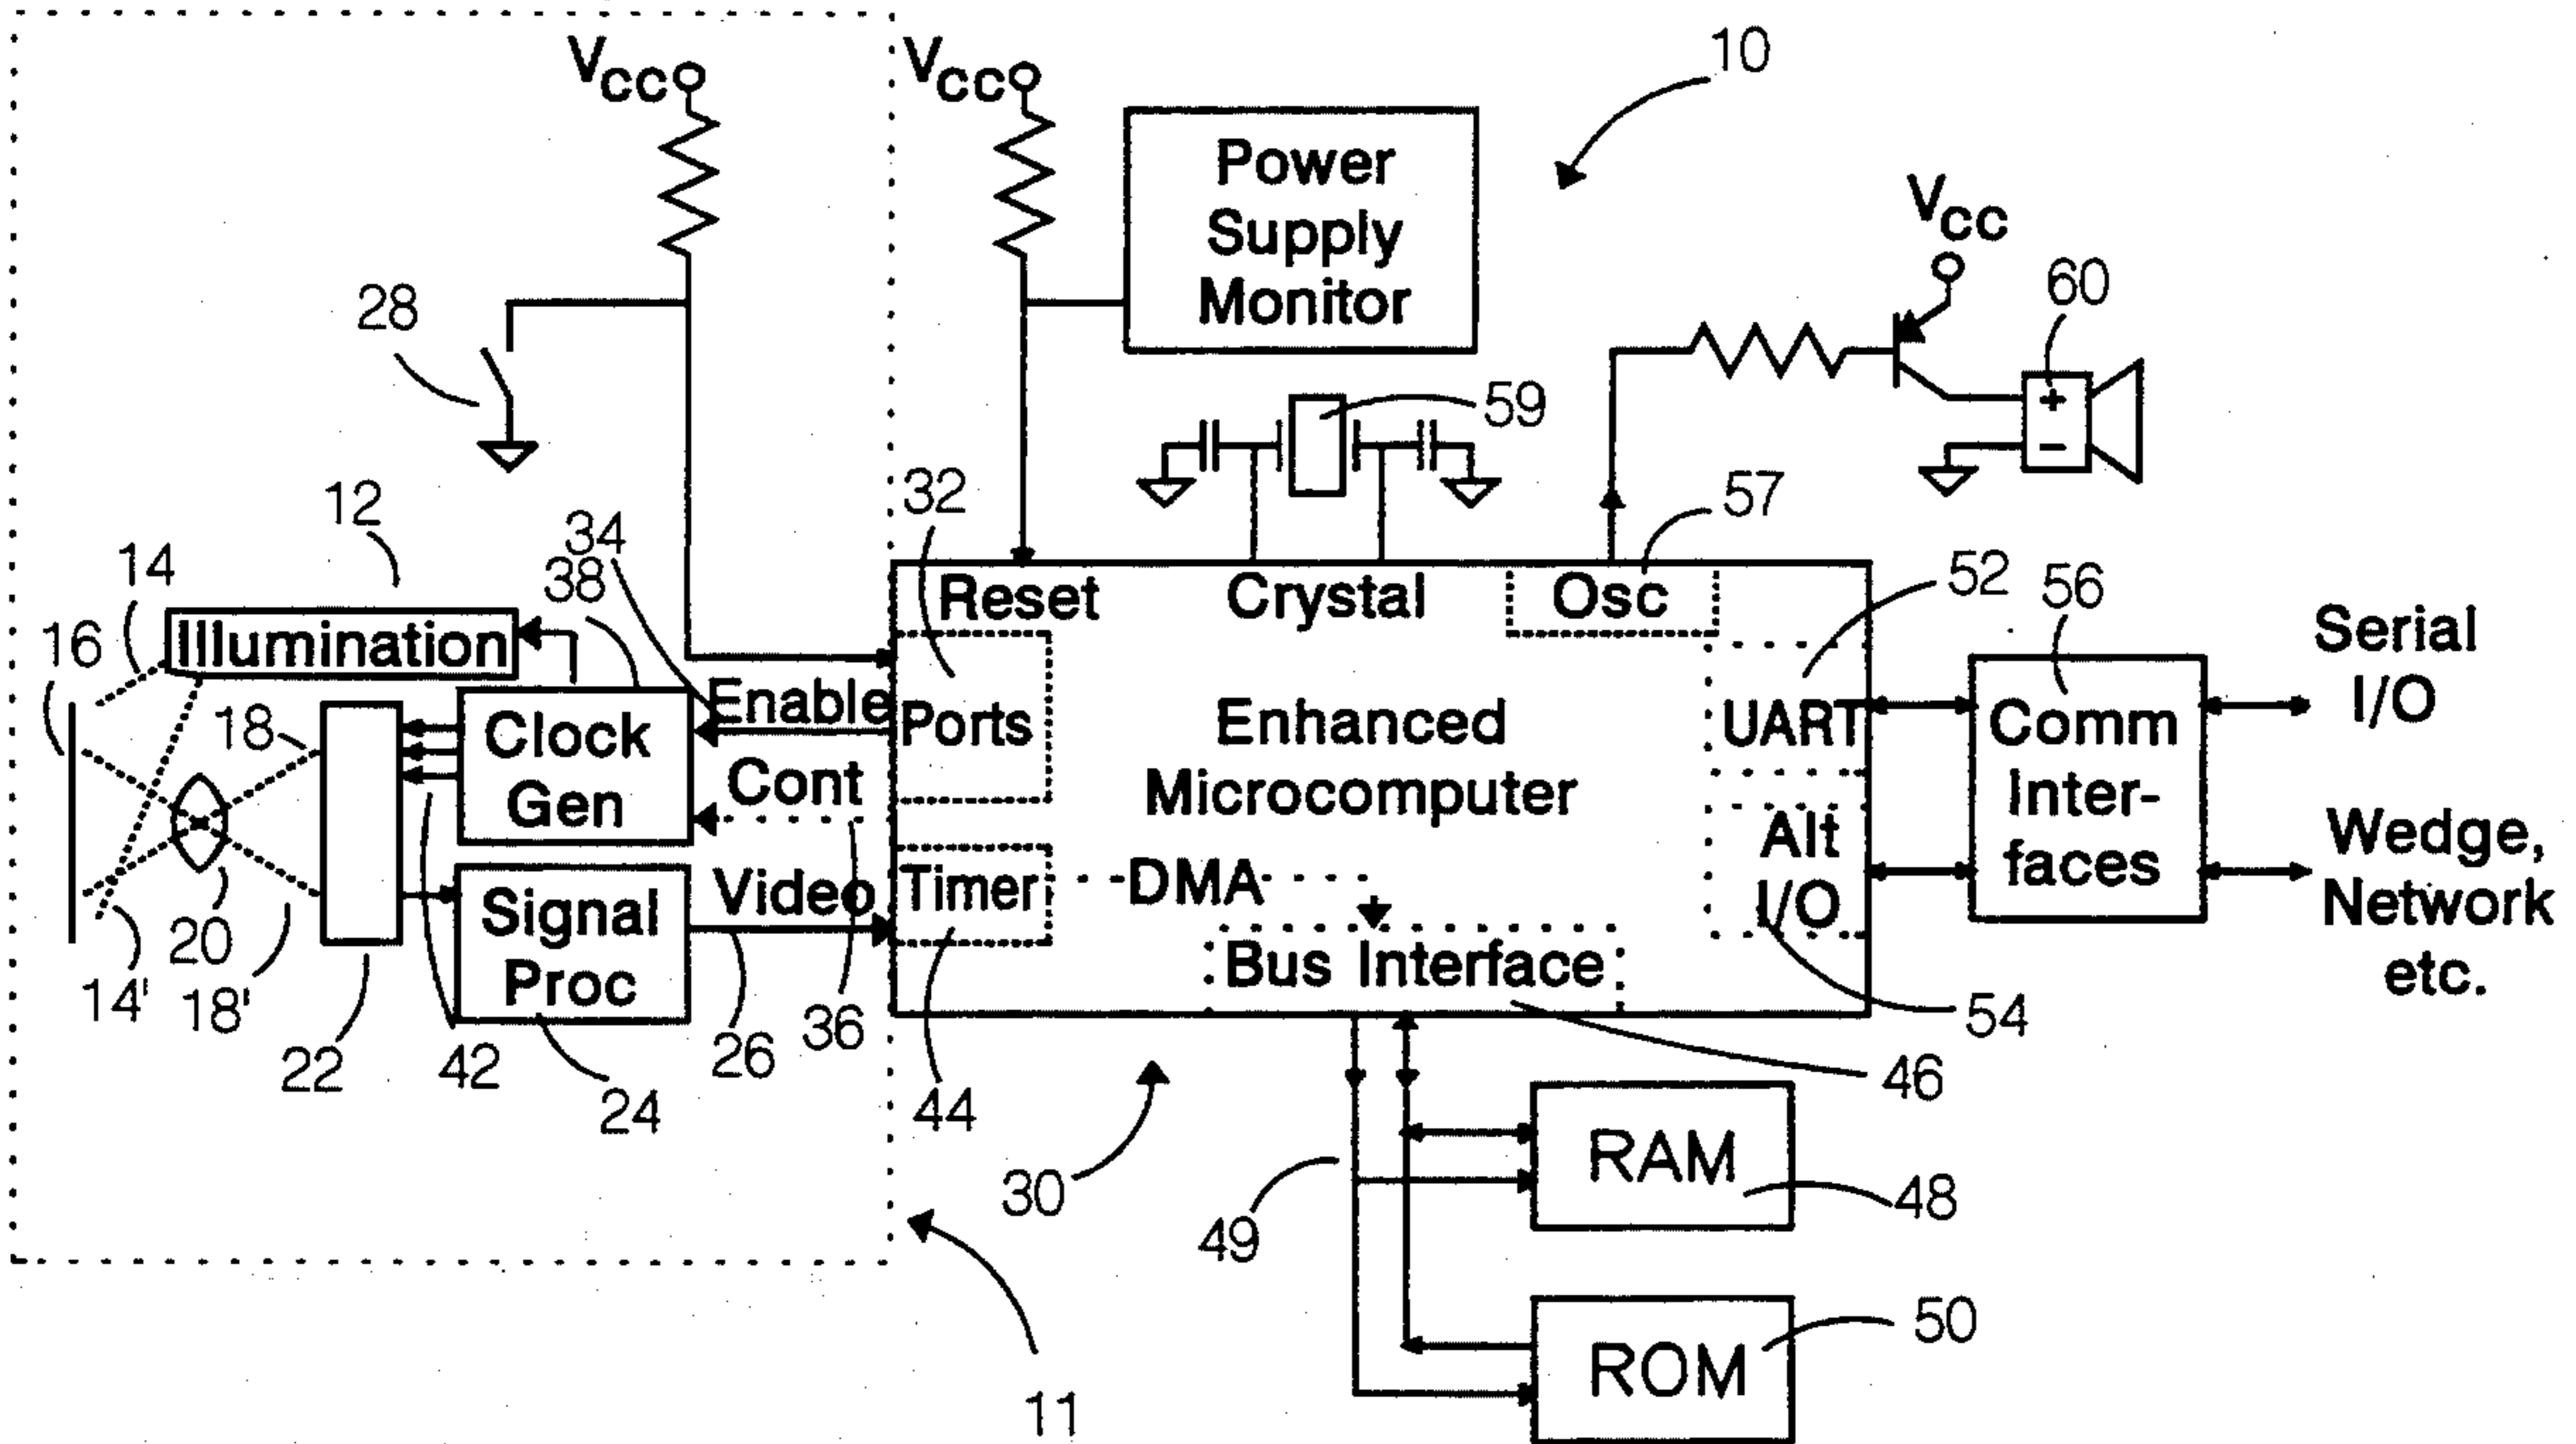 VCC
VCC
10
Power
Supply
Monitor
VCC
60
28
59
12
34
38
32
57
14
16
Illumination
Reset
Crystal
Osc
52
56
Serial
I/O
18
Clock
Gen
Enable
Ports
Cont
Enhanced
Microcomputer
UART
Comm
Inter-
faces
Alt
I/O
Wedge,
Network
etc.
Signal
Proc
Video
Timer
DMA
Bus Interface
14'
20
18'
22
42
24
26
36
44
30
54
46
RAM
48
49
ROM
50
11